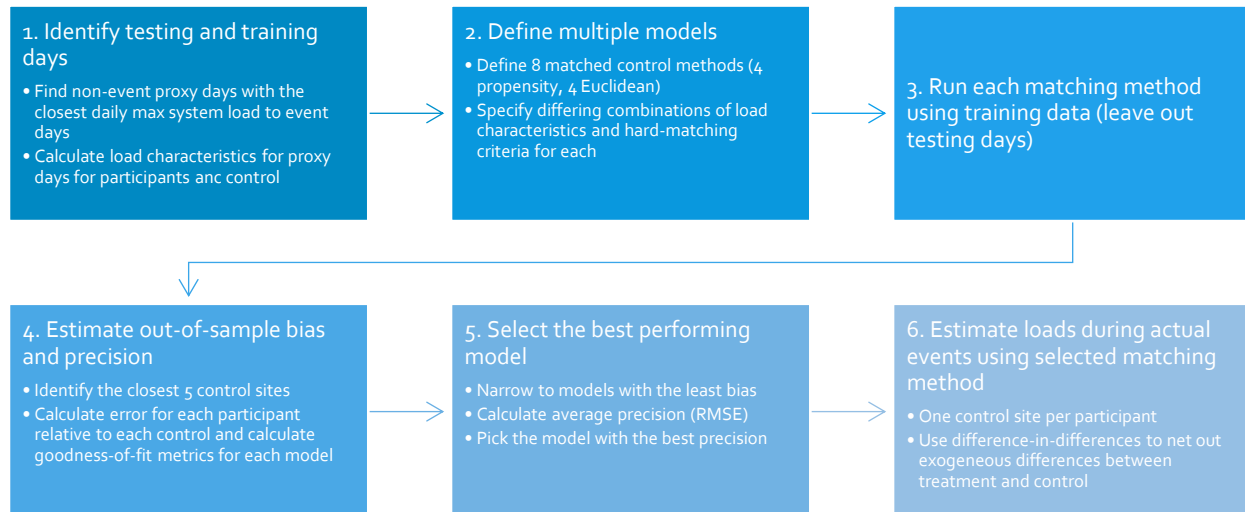 1. Identify testing and training
days
• Find non-event proxy days with the
closest daily max system load to event
days
• Calculate load characteristics for proxy
days for participants anc control
2. Define multiple models
• Define 8 matched control methods (4
propensity, 4 Euclidean)
• Specify differing combinations of load
characteristics and hard-matching
criteria for each
3. Run each matching method
using training data (leave out
testing days)
4. Estimate out-of-sample bias
and precision
• Identify the closest 5 control sites
• Calculate error for each participant
relative to each control and calculate
goodness-of-fit metrics for each model
5. Select the best performing
model
• Narrow to models with the least bias
• Calculate average precision (RMSE)
• Pick the model with the best precision
6. Estimate loads during actual
events using selected matching
method
• One control site per participant
• Use difference-in-differences to net out
exogeneous differences between
treatment and control